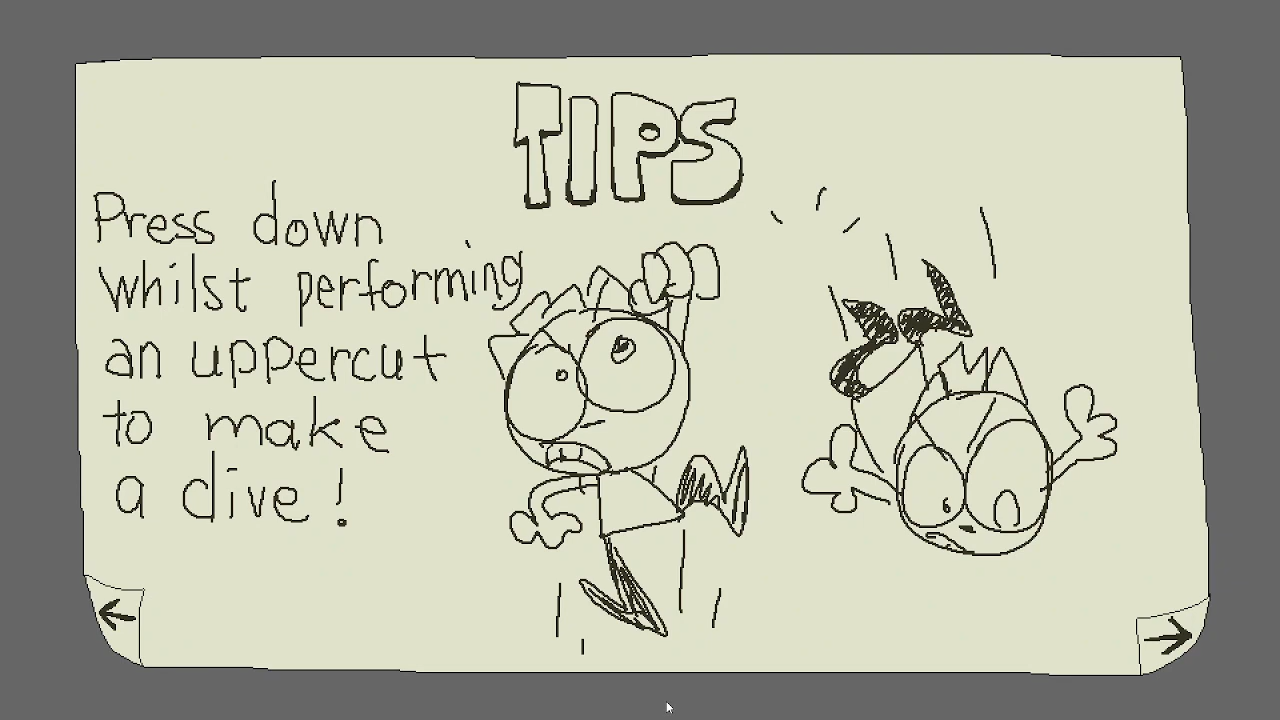 TIPS
Press down
whilst performing
an uppercut
to make
a dive!